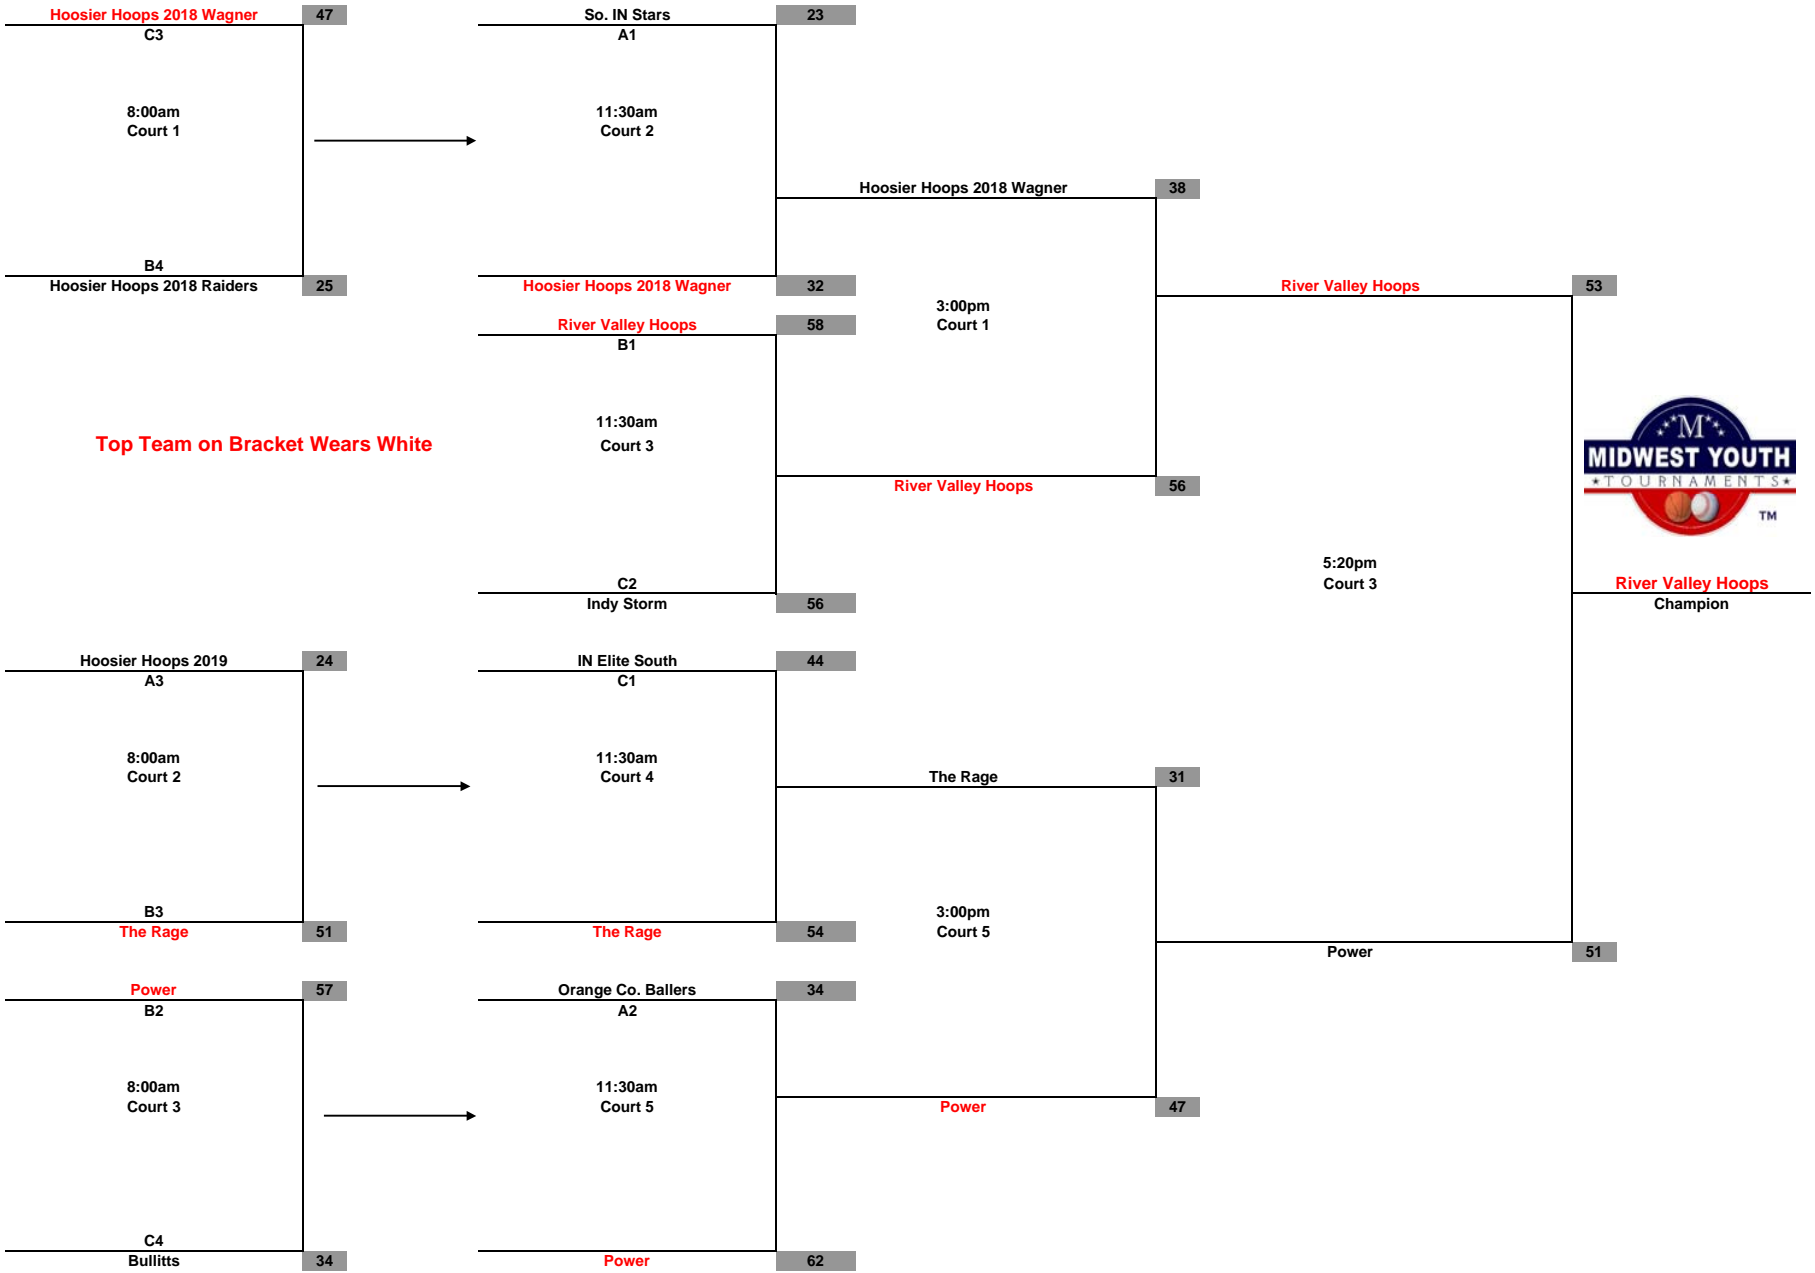 Hoosier Hoops 2018 Wagner 47
C3
8:00am
Court 1
B4
Hoosier Hoops 2018 Raiders 25
So. IN Stars 23
A1
11:30am
Court 2
Hoosier Hoops 2018 Wagner 32
River Valley Hoops 58
B1
11:30am
Court 3
C2
Indy Storm 56
Top Team on Bracket Wears White
Hoosier Hoops 2019 24
A3
8:00am
Court 2
B3
The Rage 51
IN Elite South 44
C1
11:30am
Court 4
The Rage 54
Power 57
B2
8:00am
Court 3
C4
Bullitts 34
Orange Co. Ballers 34
A2
11:30am
Court 5
Power 62
Hoosier Hoops 2018 Wagner 38
3:00pm
Court 1
River Valley Hoops 56
The Rage 31
3:00pm
Court 5
Power 47
River Valley Hoops 53
5:20pm
Court 3
Power 51
M
MIDWEST YOUTH
TOURNAMENTS
TM
River Valley Hoops
Champion